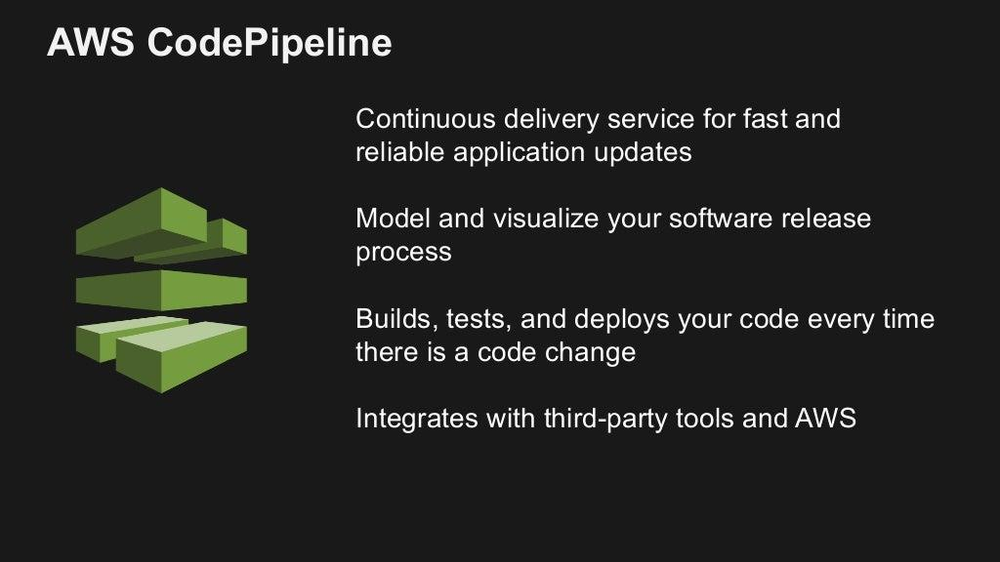 AWS CodePipeline
Continuous delivery service for fast and
reliable application updates
Model and visualize your software release
process
Builds, tests, and deploys your code every time
there is a code change
Integrates with third-party tools and AWS